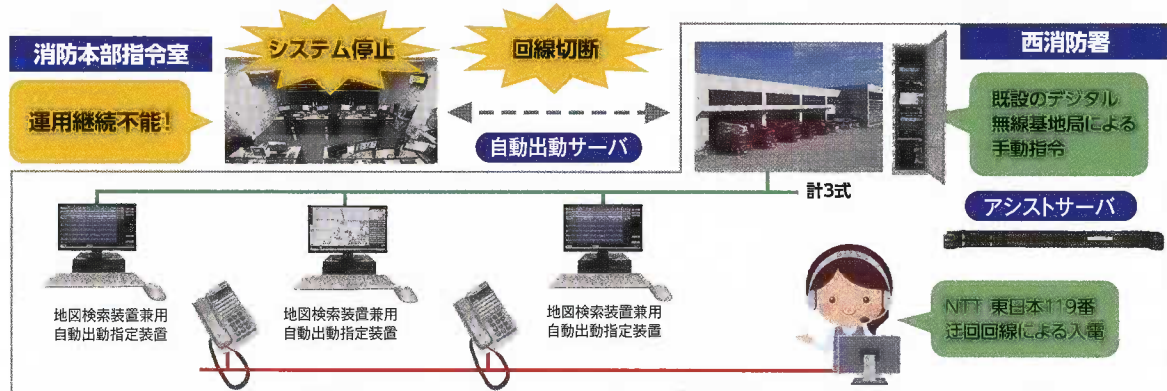 消防本部指令室
システム停止
回線切断
西消防署
運用継続不能!
自動出動サーバ
既設のデジタル
無線基地局による
手動指令
計3式
アシストサーバ
地図検索装置兼用
自動出動指定装置
地図検索装置兼用
自動出動指定装置
地図検索装置兼用
自動出動指定装置
NTT 東日本119番
迂回回線による入電